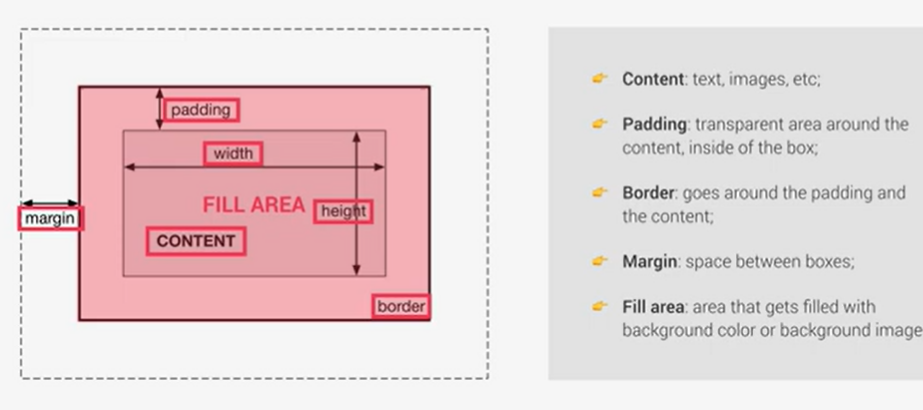 padding
width
FILL AREA
height
margin
CONTENT
border
Content: text, images, etc;
Padding: transparent area around the
content, inside of the box;
Border: goes around the padding and
the content;
Margin: space between boxes;
Fill area: area that gets filled with
background color or background image